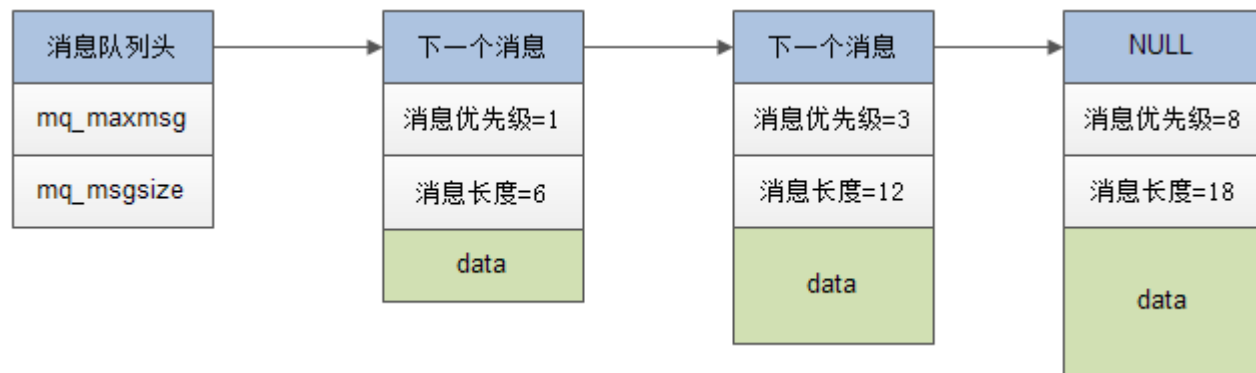 消息队列头
mq_maxmsg
mq_msgsize
下一个消息
消息优先级=1
消息长度=6
data
下一个消息
消息优先级=3
消息长度=12
data
NULL
消息优先级=8
消息长度=18
data